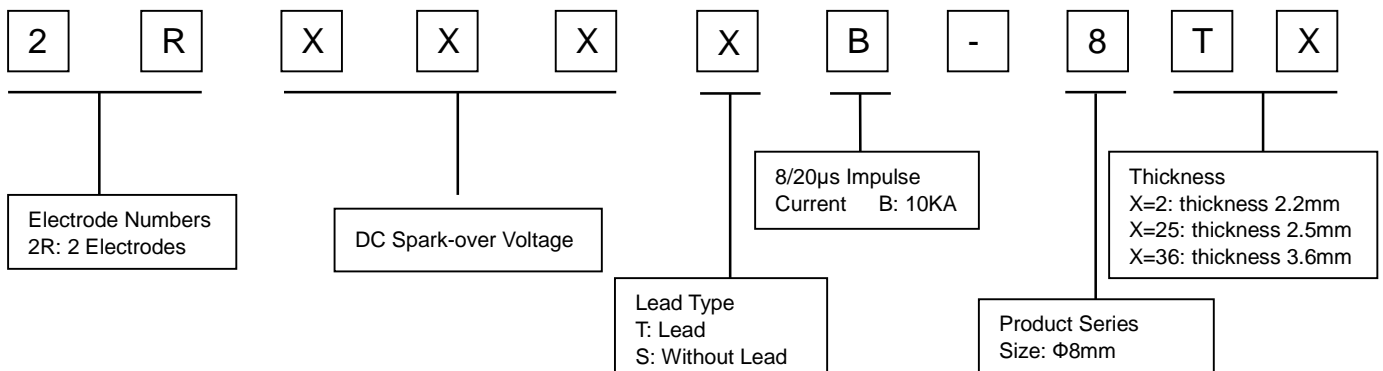 2 R X X X X B - 8 T X
8/20µs Impulse
Current B: 10KA
Thickness
X=2: thickness 2.2mm
X=25: thickness 2.5mm
X=36: thickness 3.6mm
Electrode Numbers
2R: 2 Electrodes
DC Spark-over Voltage
Lead Type
T: Lead
S: Without Lead
Product Series
Size: Φ8mm